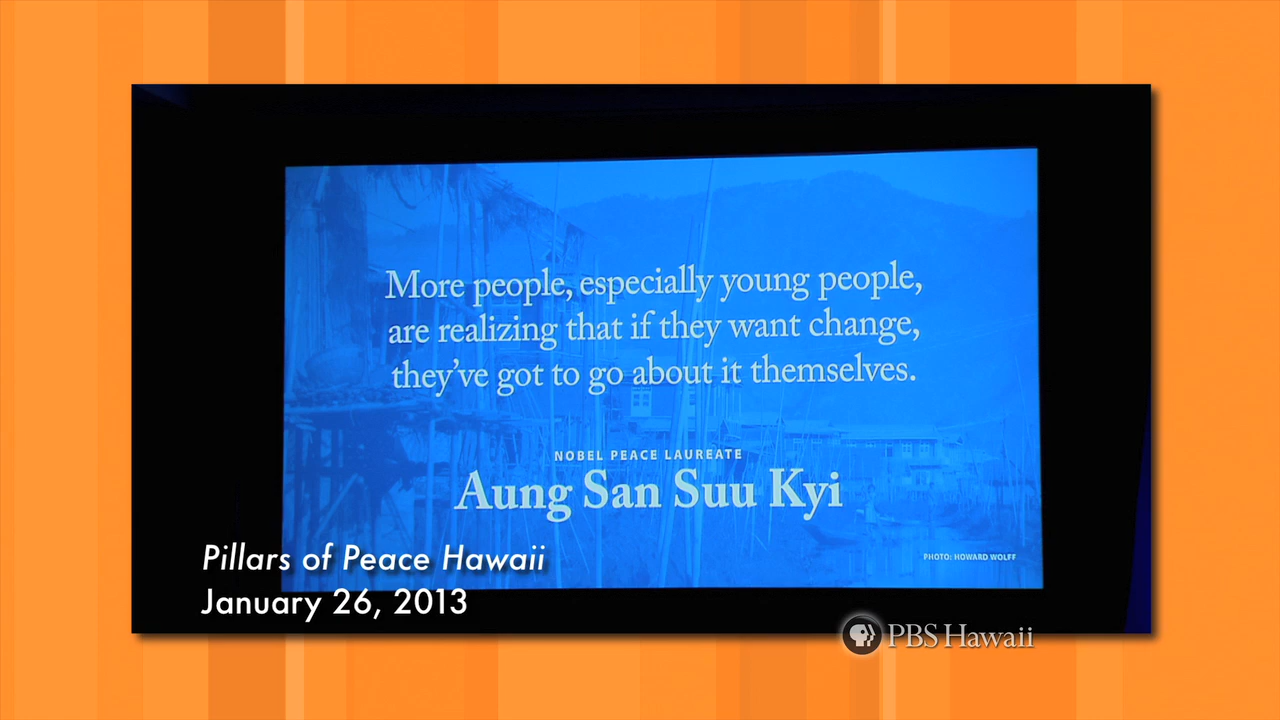 More people, especially young people,
are realizing that if they want change,
they've got to go about it themselves.
NOBEL PEACE LAUREATE
Aung San Suu Kyi
PHOTO: HOWARD WOLFF
Pillars of Peace Hawaii
January 26, 2013
PBS Hawaii